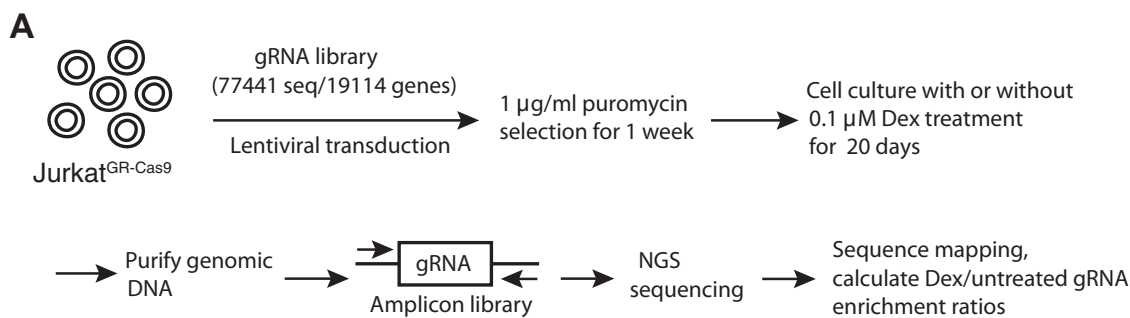 A
gRNA library
(77441 seq/19114 genes)
Lentiviral transduction
Jurkat^GR-Cas9
1 μg/ml puromycin
selection for 1 week
Cell culture with or without
0.1 μM Dex treatment
for 20 days
Purify genomic
DNA
gRNA
Amplicon library
NGS
sequencing
Sequence mapping,
calculate Dex/untreated gRNA
enrichment ratios